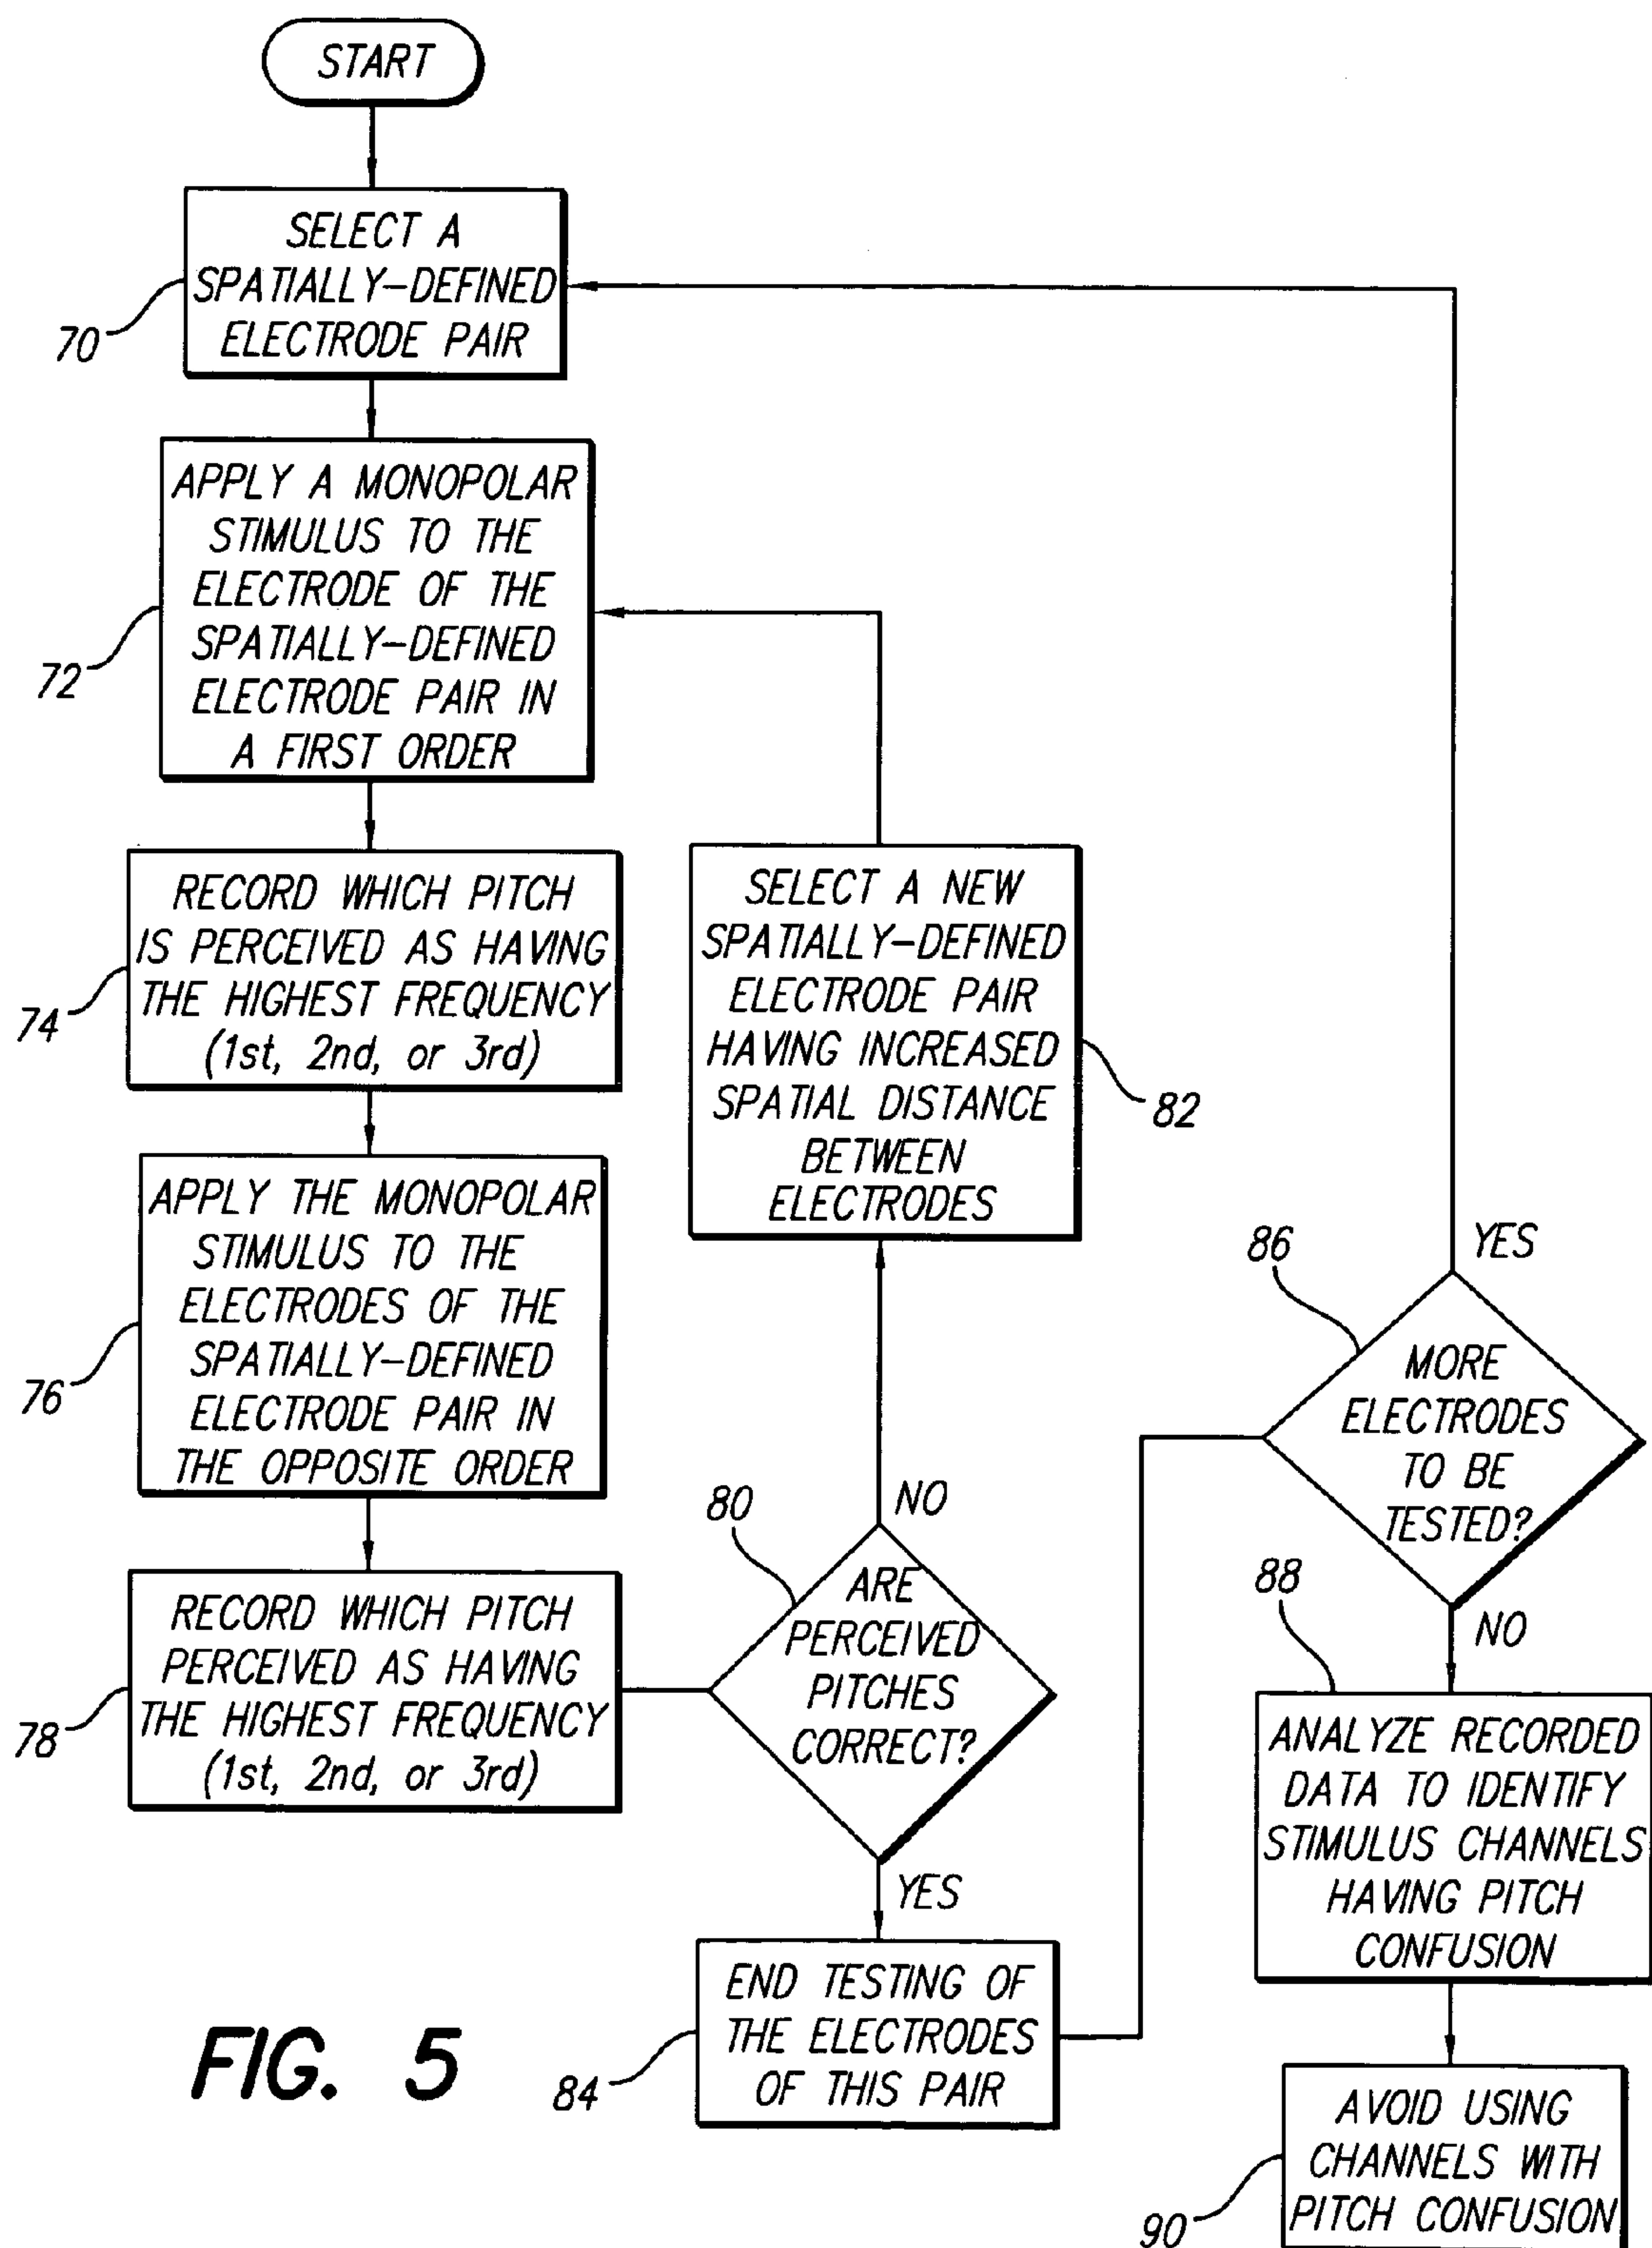 START
SELECT A
SPATIALLY-DEFINED
ELECTRODE PAIR
70
APPLY A MONOPOLAR
STIMULUS TO THE
ELECTRODE OF THE
SPATIALLY-DEFINED
ELECTRODE PAIR IN
A FIRST ORDER
72
RECORD WHICH PITCH
IS PERCEIVED AS HAVING
THE HIGHEST FREQUENCY
(1st, 2nd, or 3rd)
74
APPLY THE MONOPOLAR
STIMULUS TO THE
ELECTRODES OF THE
SPATIALLY-DEFINED
ELECTRODE PAIR IN
THE OPPOSITE ORDER
76
RECORD WHICH PITCH
PERCEIVED AS HAVING
THE HIGHEST FREQUENCY
(1st, 2nd, or 3rd)
78
80
ARE
PERCEIVED
PITCHES
CORRECT?
NO
SELECT A NEW
SPATIALLY-DEFINED
ELECTRODE PAIR
HAVING INCREASED
SPATIAL DISTANCE
BETWEEN
ELECTRODES
82
YES
END TESTING OF
THE ELECTRODES
OF THIS PAIR
84
86
YES
MORE
ELECTRODES
TO BE
TESTED?
NO
88
ANALYZE RECORDED
DATA TO IDENTIFY
STIMULUS CHANNELS
HAVING PITCH
CONFUSION
AVOID USING
CHANNELS WITH
PITCH CONFUSION
90
FIG. 5